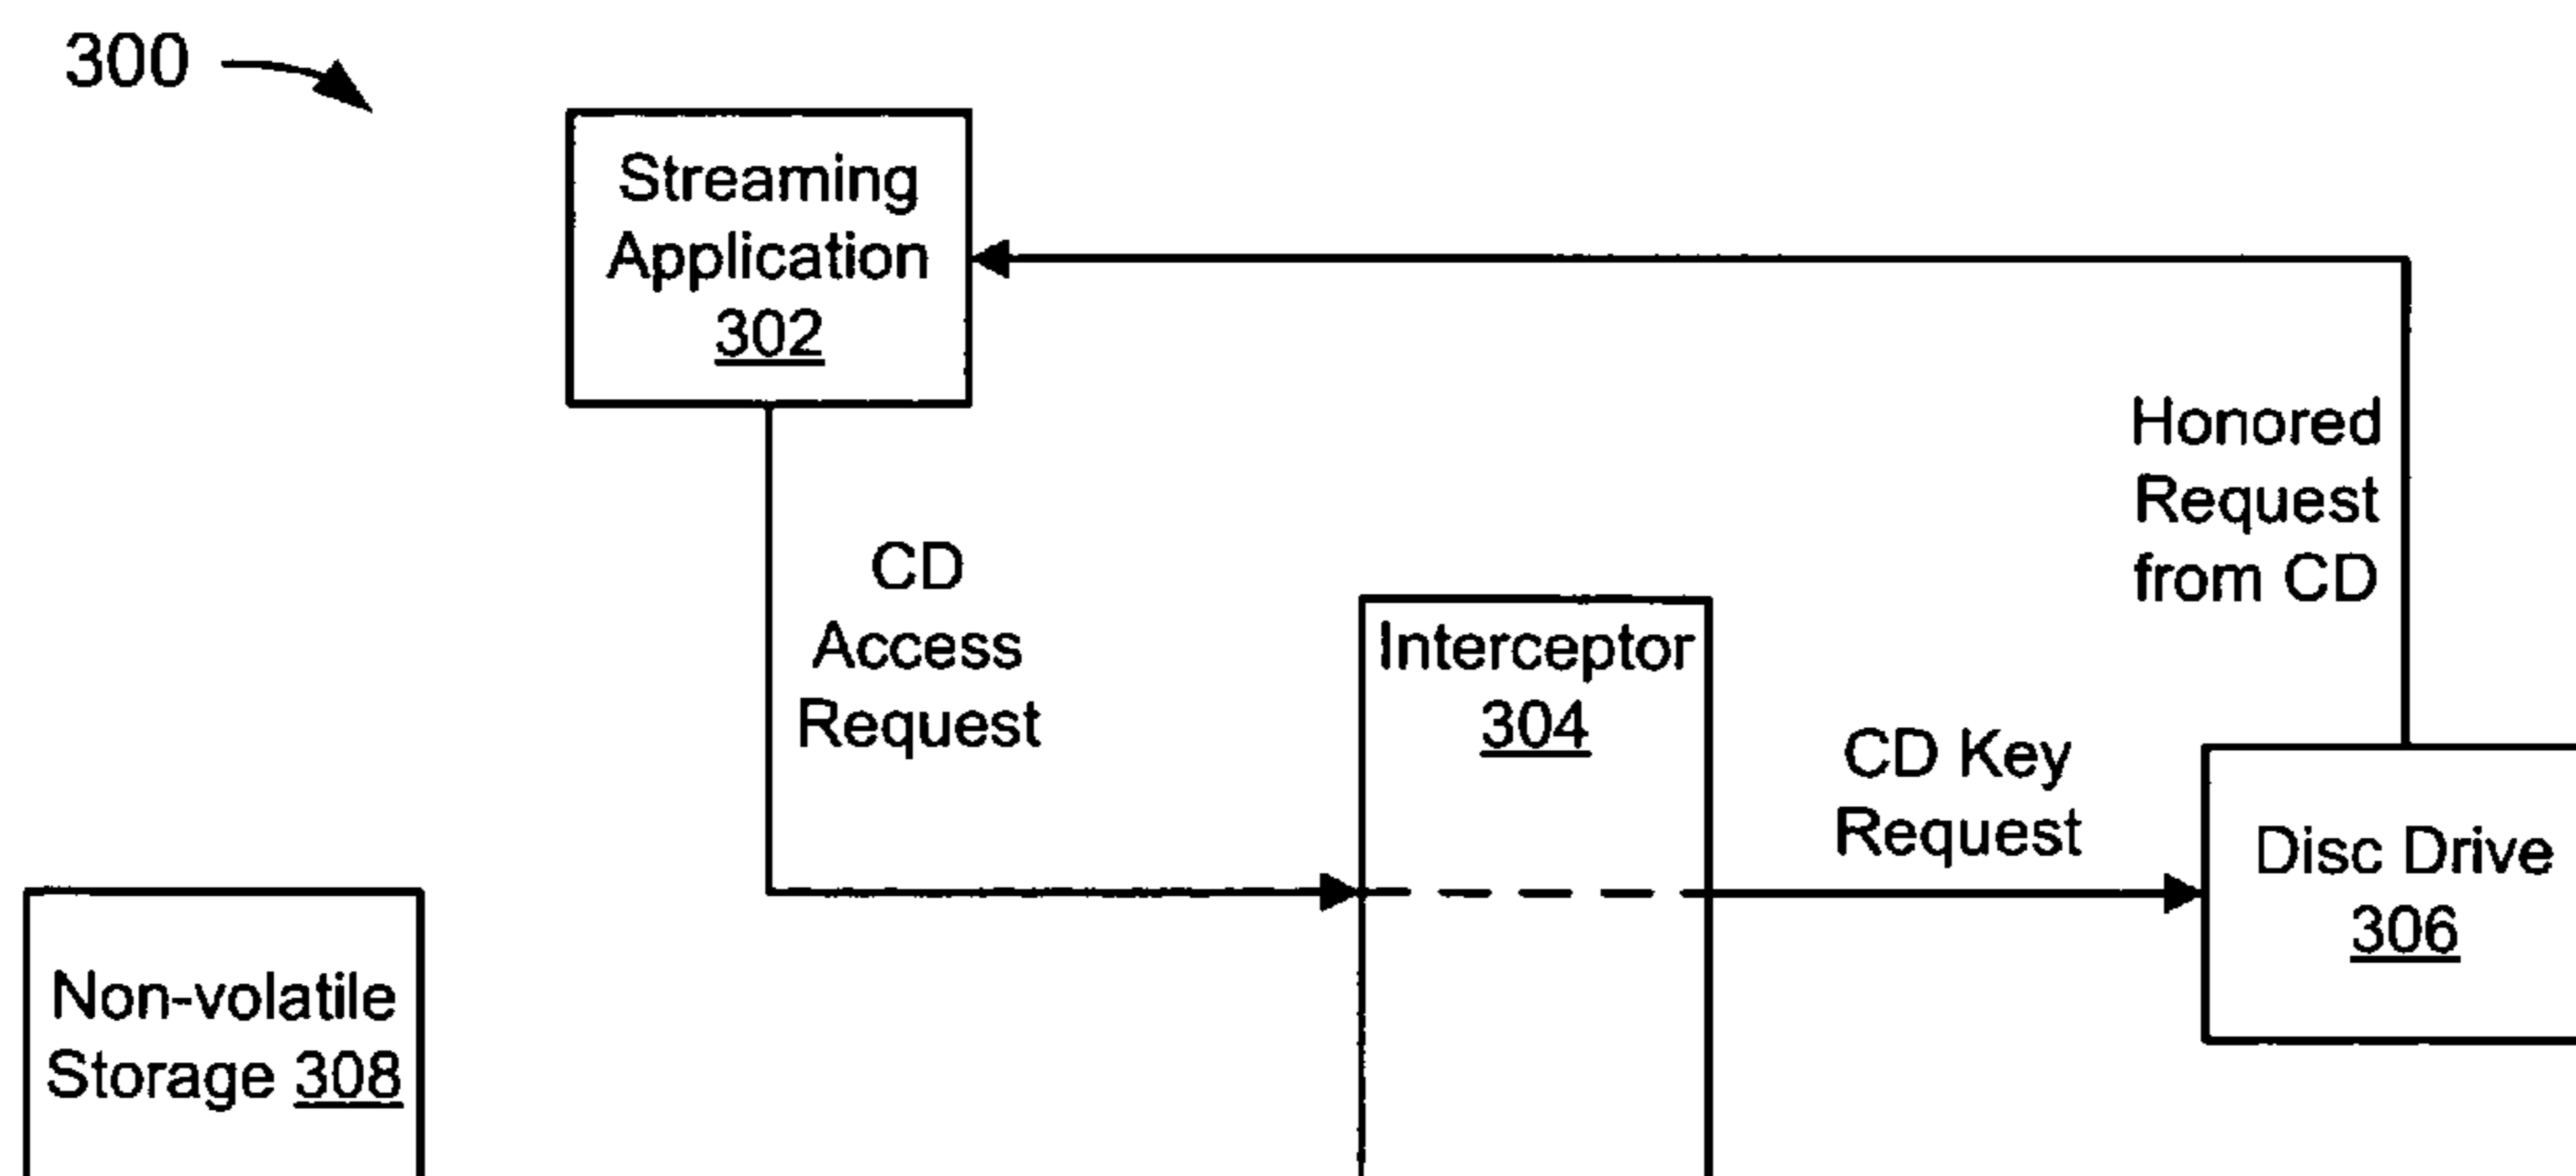 300
Streaming
Application
302
Honored
Request
from CD
CD
Access
Request
Interceptor
304
CD Key
Request
Disc Drive
306
Non-volatile
Storage 308